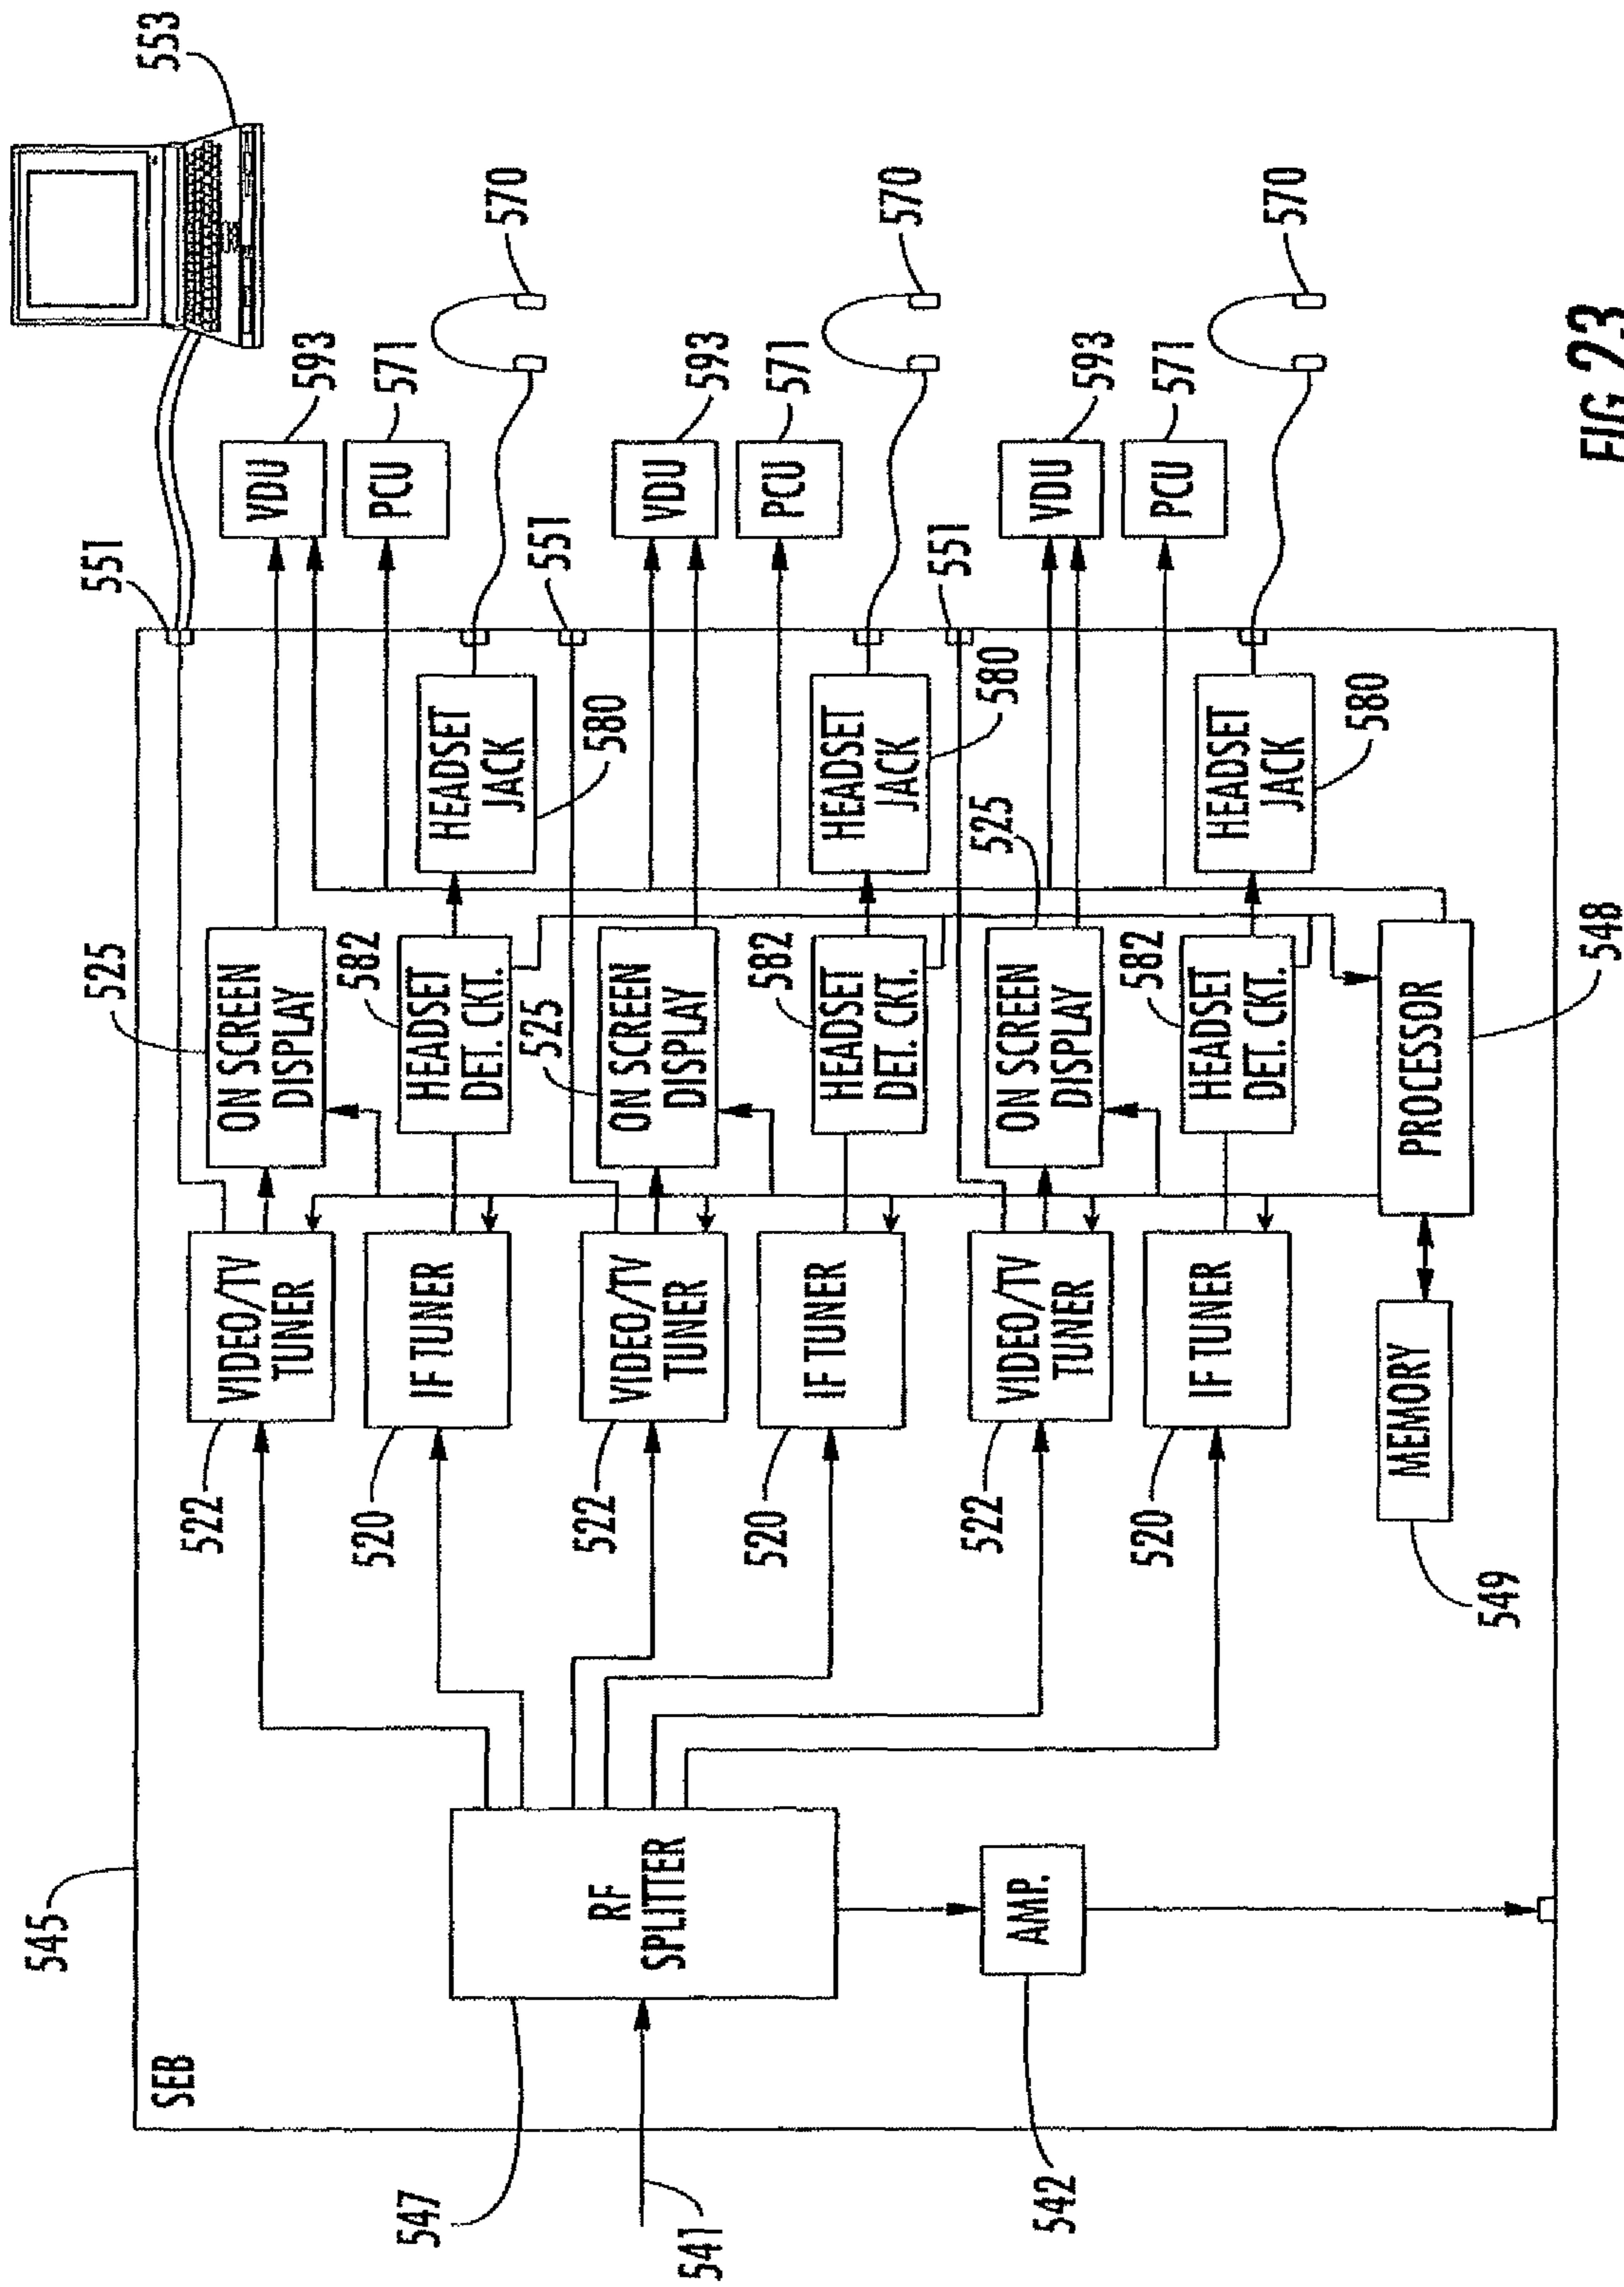 553
551
VDU
593
PCU
571
570
525
ON SCREEN
DISPLAY
582
HEADSET
DET. CKT.
HEADSET
JACK
580
522
VIDEO/TV
TUNER
520
IF TUNER
551
VDU
593
PCU
571
570
525
ON SCREEN
DISPLAY
582
HEADSET
DET. CKT.
HEADSET
JACK
580
522
VIDEO/TV
TUNER
520
IF TUNER
551
VDU
593
PCU
571
570
525
ON SCREEN
DISPLAY
582
HEADSET
DET. CKT.
HEADSET
JACK
580
522
VIDEO/TV
TUNER
520
IF TUNER
545
SEB
547
RF
SPLITTER
541
542
AMP.
549
MEMORY
PROCESSOR
548
FIG. 23